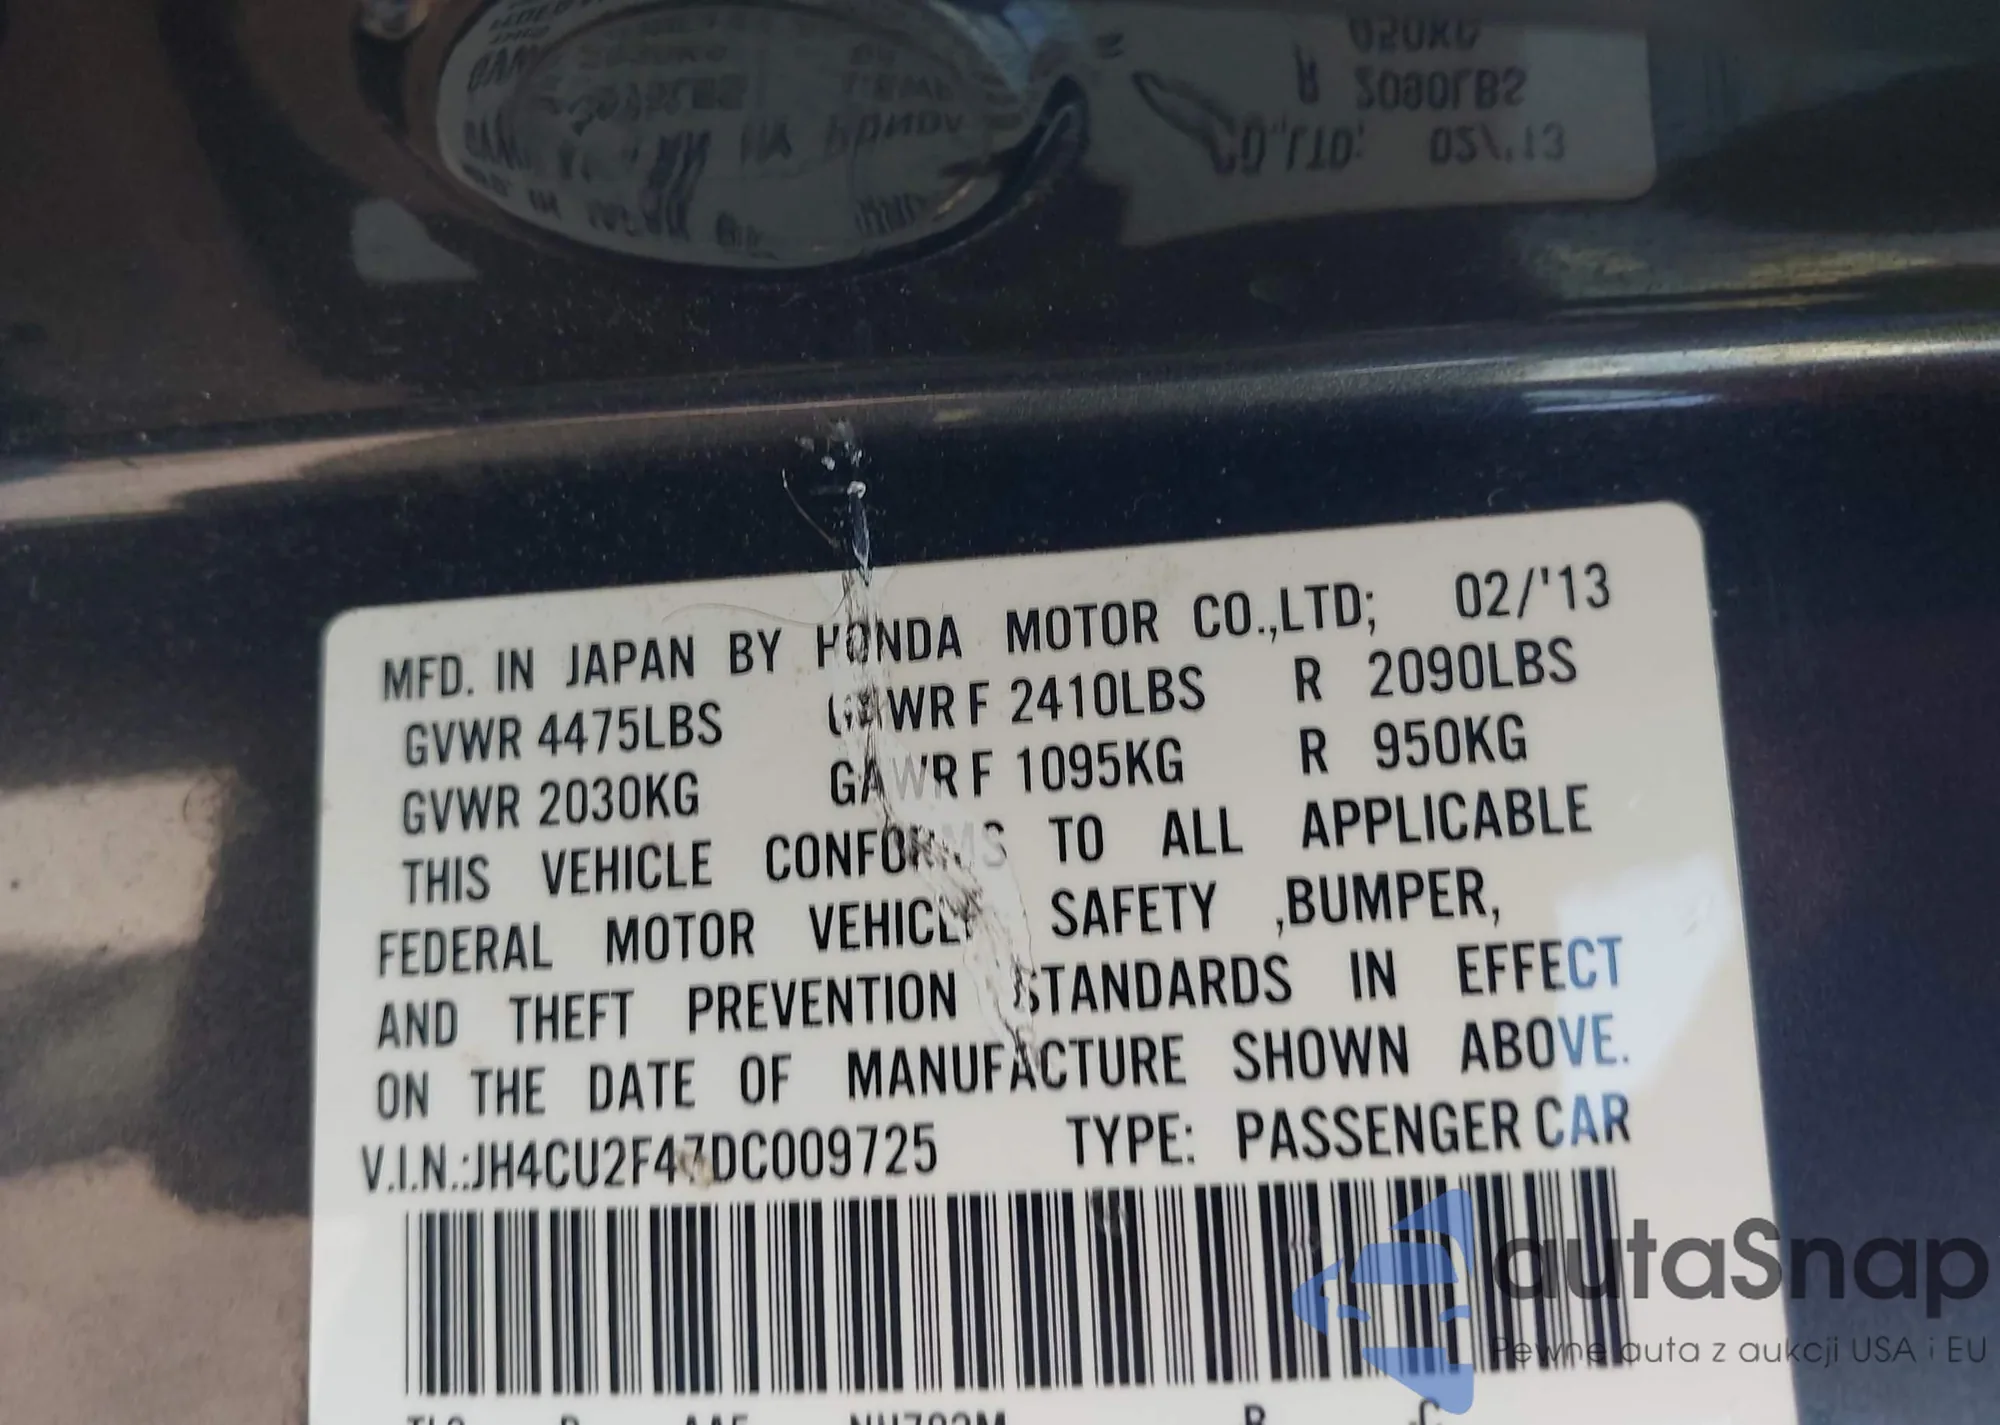 MFD. IN JAPAN BY HONDA MOTOR CO.,LTD; 02/'13
GVWR 4475LBS GAWR F 2410LBS R 2090LBS
GVWR 2030KG GAWR F 1095KG R 950KG
THIS VEHICLE CONFORMS TO ALL APPLICABLE
FEDERAL MOTOR VEHICLE SAFETY ,BUMPER,
AND THEFT PREVENTION STANDARDS IN EFFECT
ON THE DATE OF MANUFACTURE SHOWN ABOVE.
V.I.N.:JH4CU2F47DC009725 TYPE: PASSENGER CAR
autaSnap
Pewne auta z aukcji USA i EU